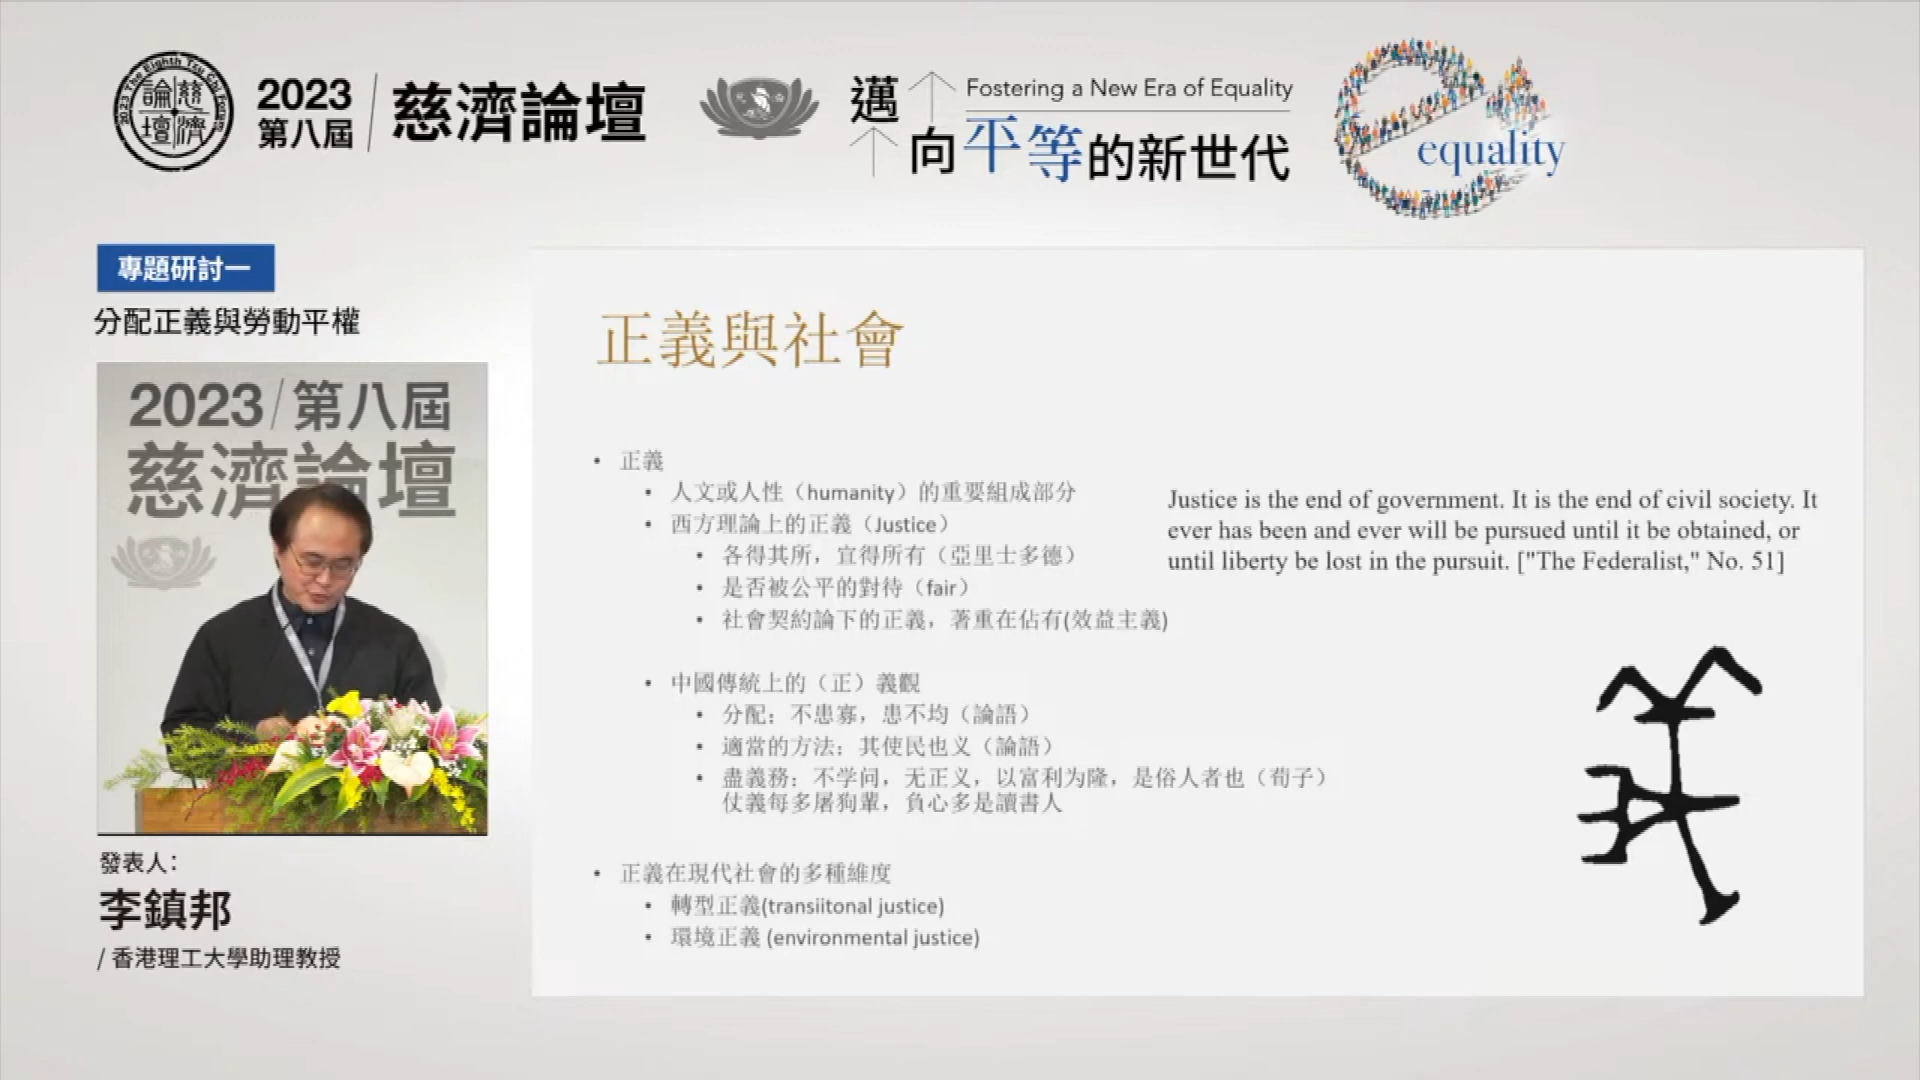 2023 The Eighth Tzu Chi Forum
論慈
壇濟
2023
第八屆
慈濟論壇
邁
向平等的新世代
Fostering a New Era of Equality
equality
專題研討一
分配正義與勞動平權
2023/第八屆
慈濟論壇
發表人:
李鎮邦
/ 香港理工大學助理教授
正義與社會
• 正義
• 人文或人性（humanity）的重要組成部分
• 西方理論上的正義（Justice）
• 各得其所，宣得所有（亞里士多德）
• 是否被公平的對待（fair）
• 社會契約論下的正義，著重在佔有(效益主義)
• 中國傳統上的（正）義觀
• 分配：不患寡，患不均（論語）
• 適當的方法：其使民也义（論語）
• 盡義務：不学问，无正义，以富利为隆，是俗人者也（荀子）
仗義每多屠狗輩，負心多是讀書人
• 正義在現代社會的多種維度
• 轉型正義(transiitonal justice)
• 環境正義 (environmental justice)
Justice is the end of government. It is the end of civil society. It
ever has been and ever will be pursued until it be obtained, or
until liberty be lost in the pursuit. ["The Federalist," No. 51]